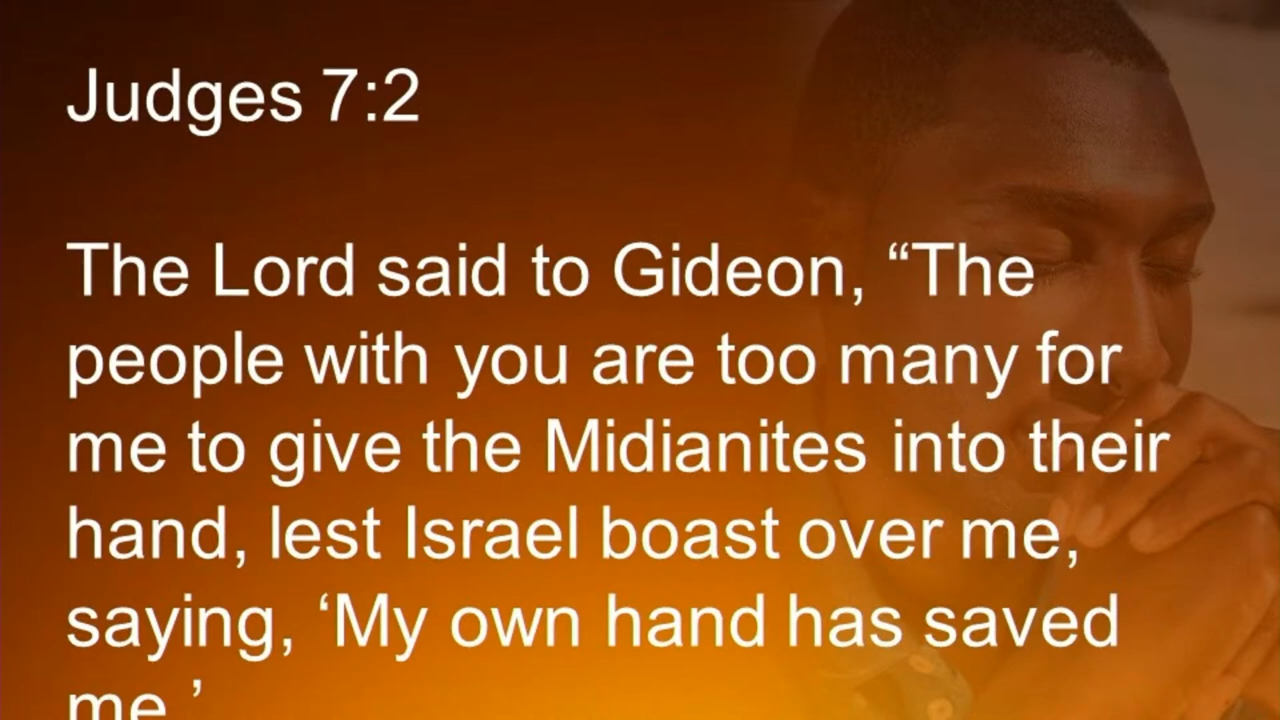 Judges 7:2
The Lord said to Gideon, “The
people with you are too many for
me to give the Midianites into their
hand, lest Israel boast over me,
saying, ‘My own hand has saved
me.’